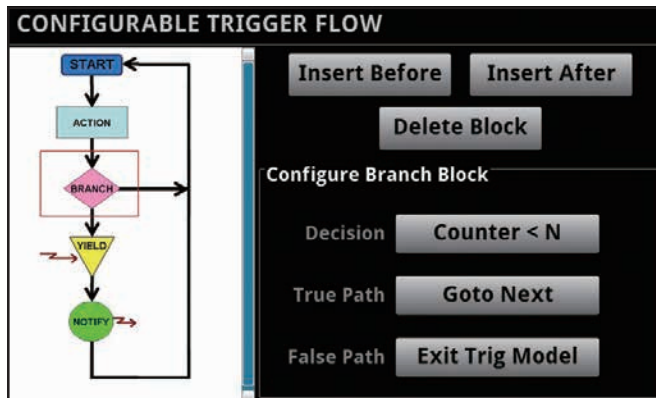 CONFIGURABLE TRIGGER FLOW
START
ACTION
BRANCH
YIELD
NOTIFY
Insert Before
Insert After
Delete Block
Configure Branch Block
Decision
Counter < N
True Path
Goto Next
False Path
Exit Trig Model